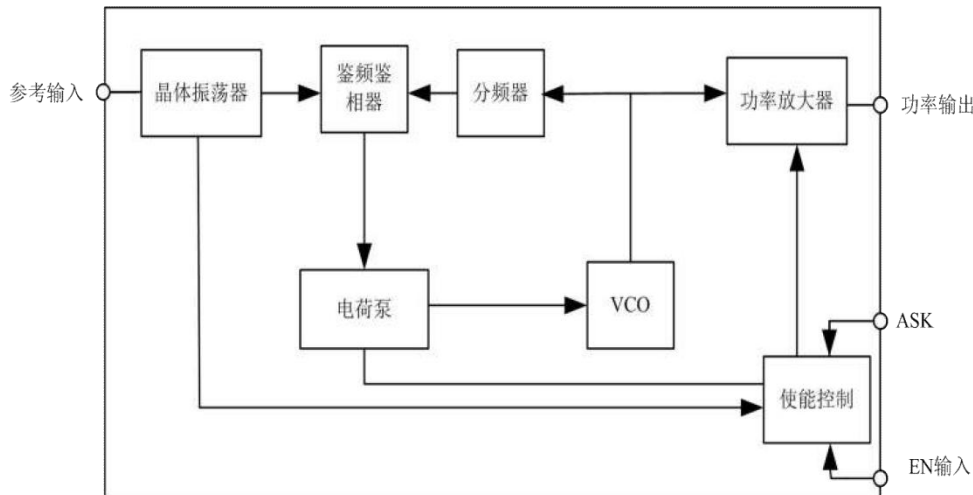 参考输入
晶体振荡器
鉴频鉴
相器
分频器
功率放大器
功率输出
电荷泵
VCO
ASK
使能控制
EN输入